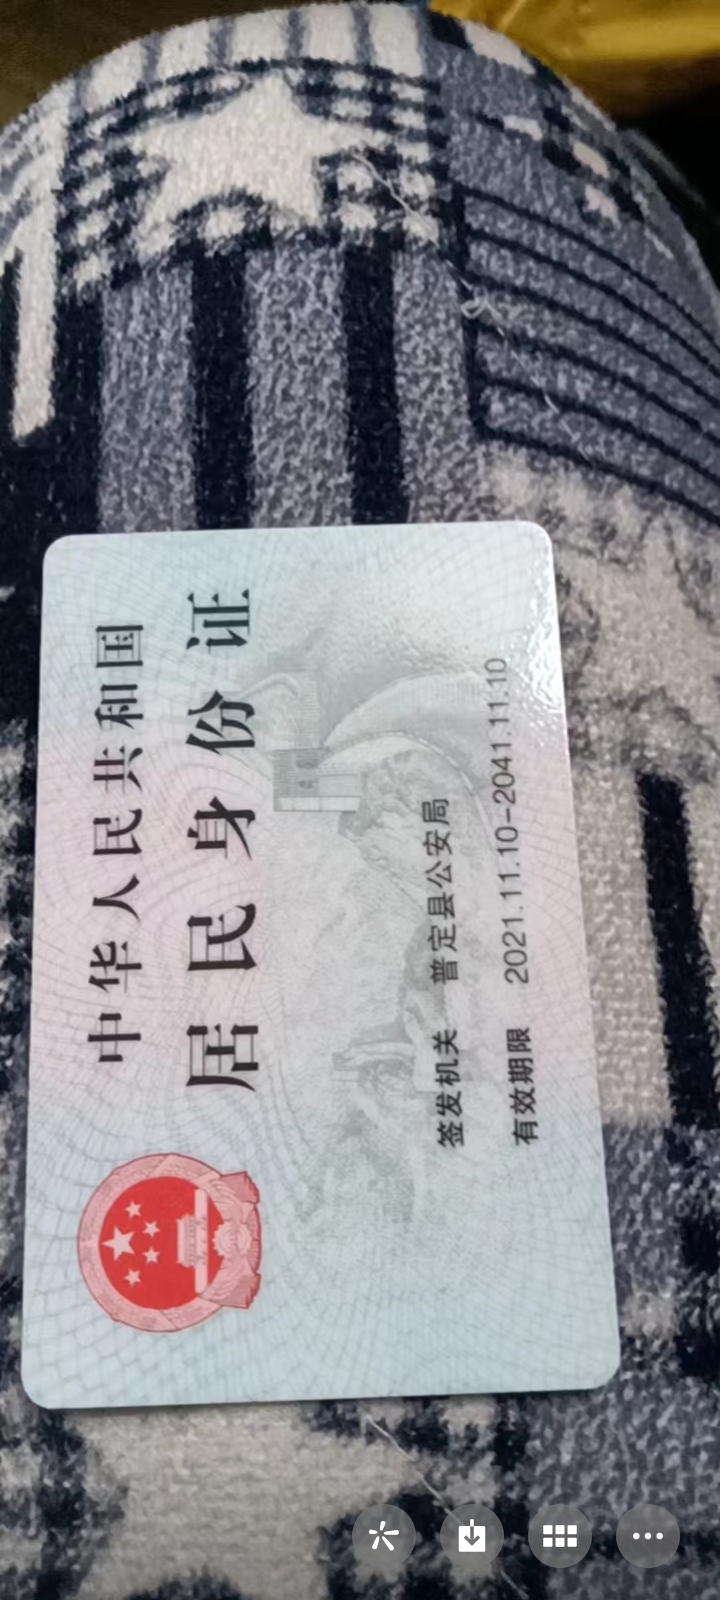 中华人民共和国
居民身份证
签发机关 普定县公安局
有效期限 2021.11.10-2041.11.10